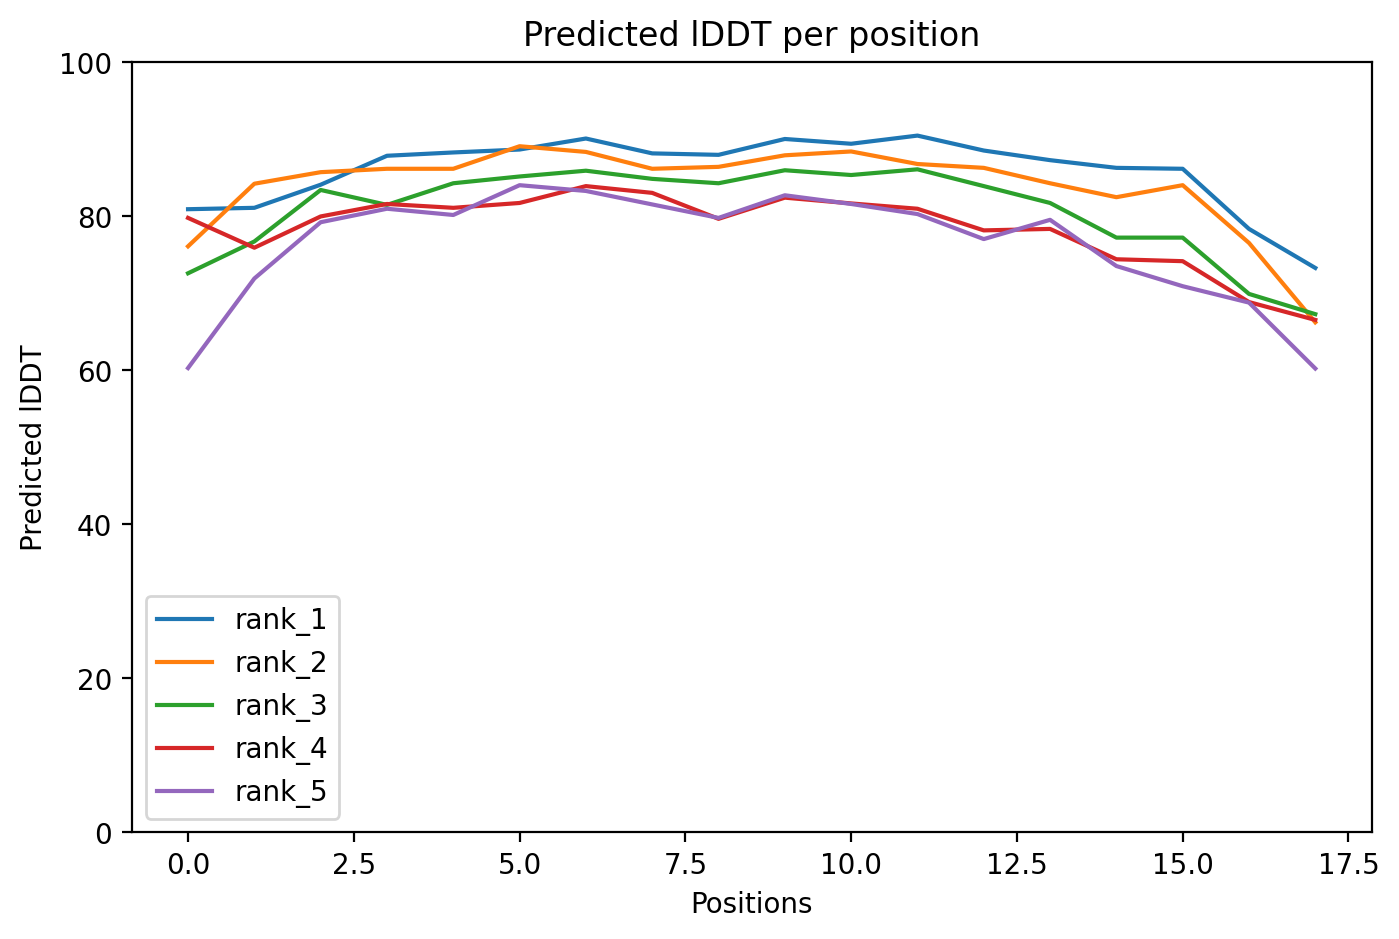 Predicted lDDT per position
100
80
60
40
20
0
Predicted lDDT
rank_1
rank_2
rank_3
rank_4
rank_5
0.0 2.5 5.0 7.5 10.0 12.5 15.0 17.5
Positions